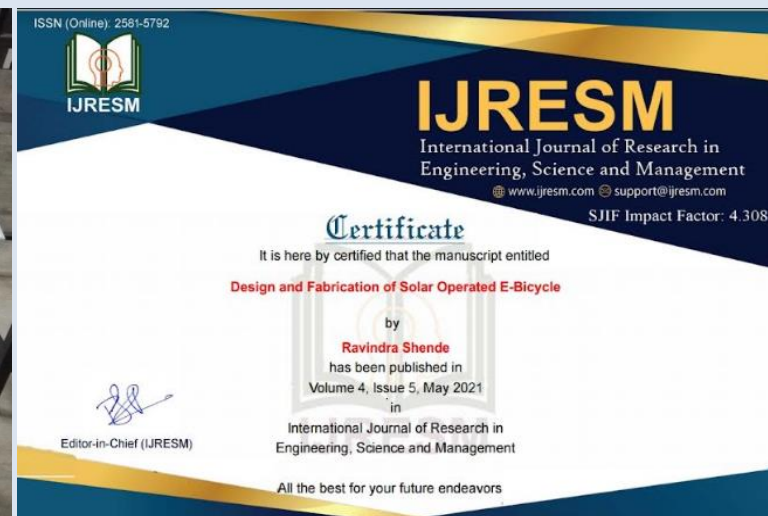 ISSN (Online): 2581-5792
IJRESM
IJRESM
International Journal of Research in
Engineering, Science and Management
www.ijresm.com support@ijresm.com
SJIF Impact Factor: 4.308
Certificate
It is here by certified that the manuscript entitled
Design and Fabrication of Solar Operated E-Bicycle
by
Ravindra Shende
has been published in
Volume 4, Issue 5, May 2021
in
International Journal of Research in
Engineering, Science and Management
IJRESM
Editor-in-Chief (IJRESM)
All the best for your future endeavors